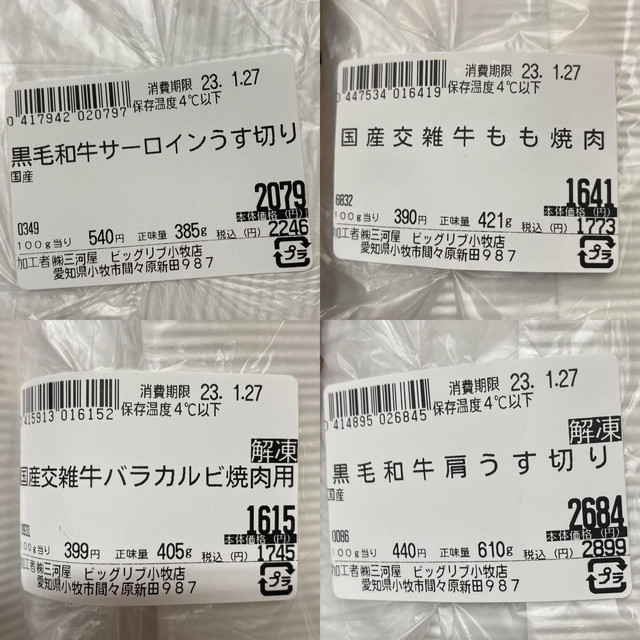 消費期限 23. 1.27
保存温度4℃以下
0 417942 020797
黒毛和牛サーロインうす切り
国産
2079
本体価格(円)
0349
100g当り 540円 正味量 385g 税込(円) 2246
加工者㈱三河屋 ビッグリブ小牧店
愛知県小牧市間々原新田987
プラ
消費期限 23. 1.27
保存温度4℃以下
0 447534 016419
国産交雑牛もも焼肉
1641
本体価格(円)
6832
100g当り 390円 正味量 421g 税込(円) 1773
加工者㈱三河屋 ビッグリブ小牧店
愛知県小牧市間々原新田987
プラ
消費期限 23. 1.27
保存温度4℃以下
415913 016152
解凍
国産交雑牛バラカルビ焼肉用
1615
本体価格(円)
100g当り 399円 正味量 405g 税込(円) 1745
加工者㈱三河屋 ビッグリブ小牧店
愛知県小牧市間々原新田987
プラ
消費期限 23. 1.27
保存温度4℃以下
0 414895 026845
解凍
黒毛和牛肩うす切り
国産
2684
本体価格(円)
0086
100g当り 440円 正味量 610g 税込(円) 2899
加工者㈱三河屋 ビッグリブ小牧店
愛知県小牧市間々原新田987
プラ